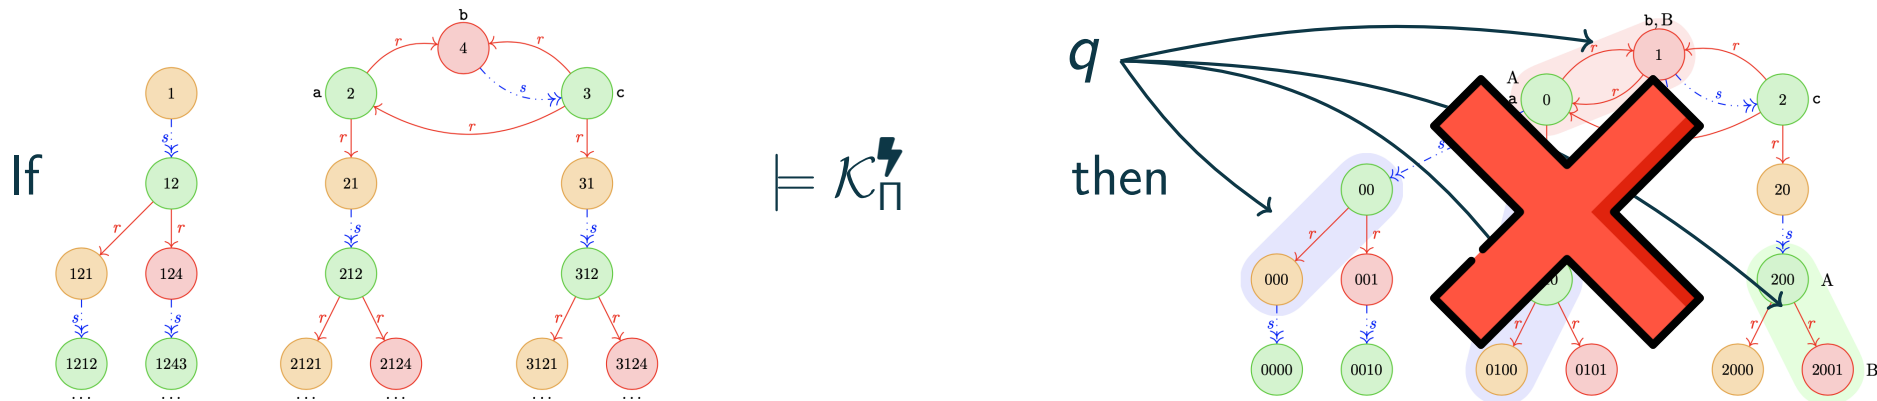 b
b, B
r
4
r
r
1
r
A
1
a
2
s
3
c
a
0
r
s
2
c
s
r
If
12
r
r
⊨ 𝒦↯Π
q
then
s
r
r
r
21
31
00
20
121
124
s
s
r
r
s
s
s
212
312
000
001
0
200
A
r
r
r
r
s
s
r
r
r
r
1212
1243
2121
2124
3121
3124
0000
0010
0100
0101
2000
2001
B
...
...
...
...
...
...